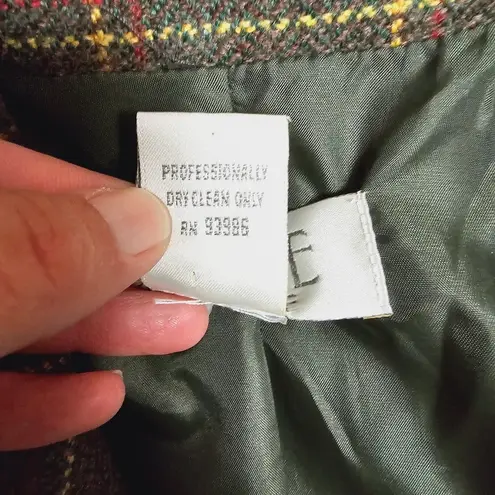 PROFESSIONALLY
DRY CLEAN ONLY
RN 93986
E